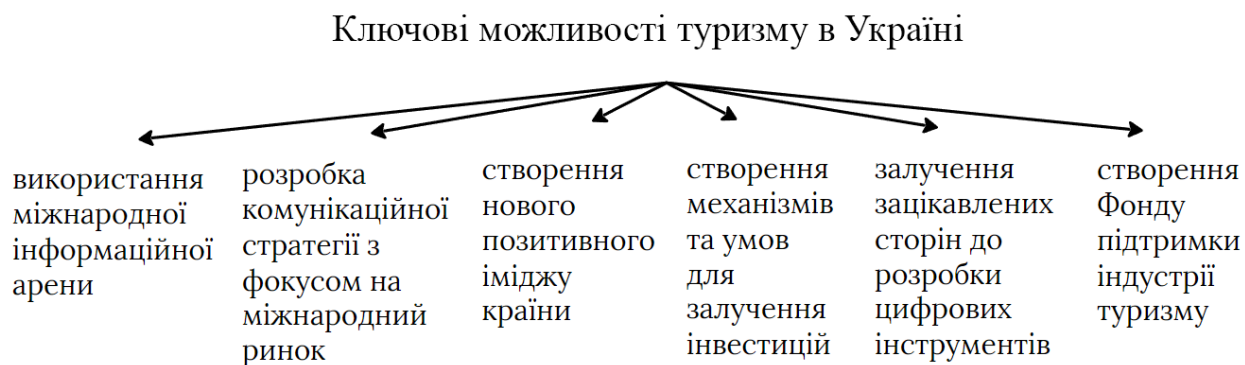 Ключові можливості туризму в Україні
використання
міжнародної
інформаційної
арени
розробка
комунікаційної
стратегії з
фокусом на
міжнародний
ринок
створення
нового
позитивного
іміджу
країни
створення
механізмів
та умов
для
залучення
інвестицій
залучення
зацікавлених
сторін до
розробки
цифрових
інструментів
створення
Фонду
підтримки
індустрії
туризму